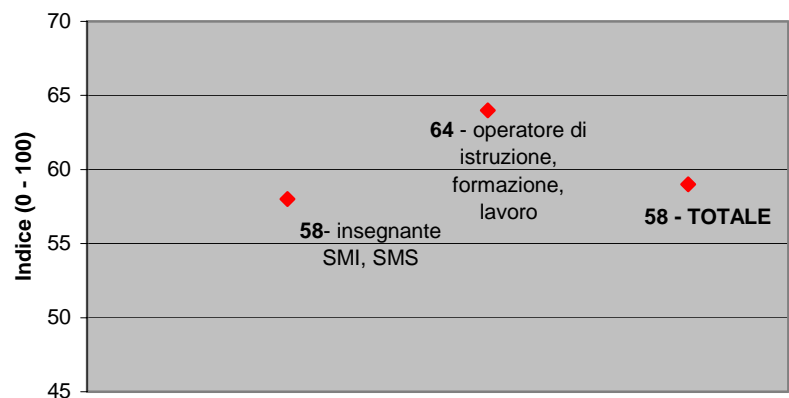 70
65
60
55
50
45
Indice (0 - 100)
58- insegnante
SMI, SMS
64 - operatore di
istruzione,
formazione,
lavoro
58 - TOTALE